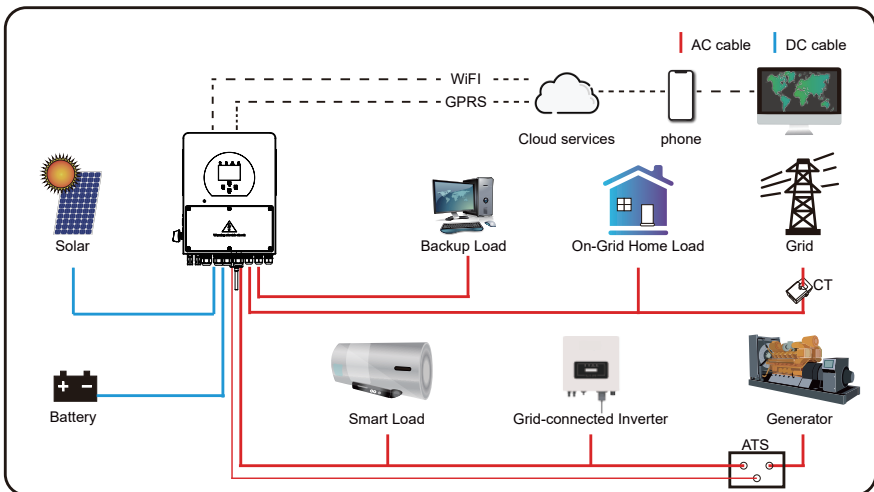 AC cable
DC cable
WiFI
GPRS
Cloud services
phone
Solar
Backup Load
On-Grid Home Load
Grid
CT
Battery
Smart Load
Grid-connected Inverter
Generator
ATS